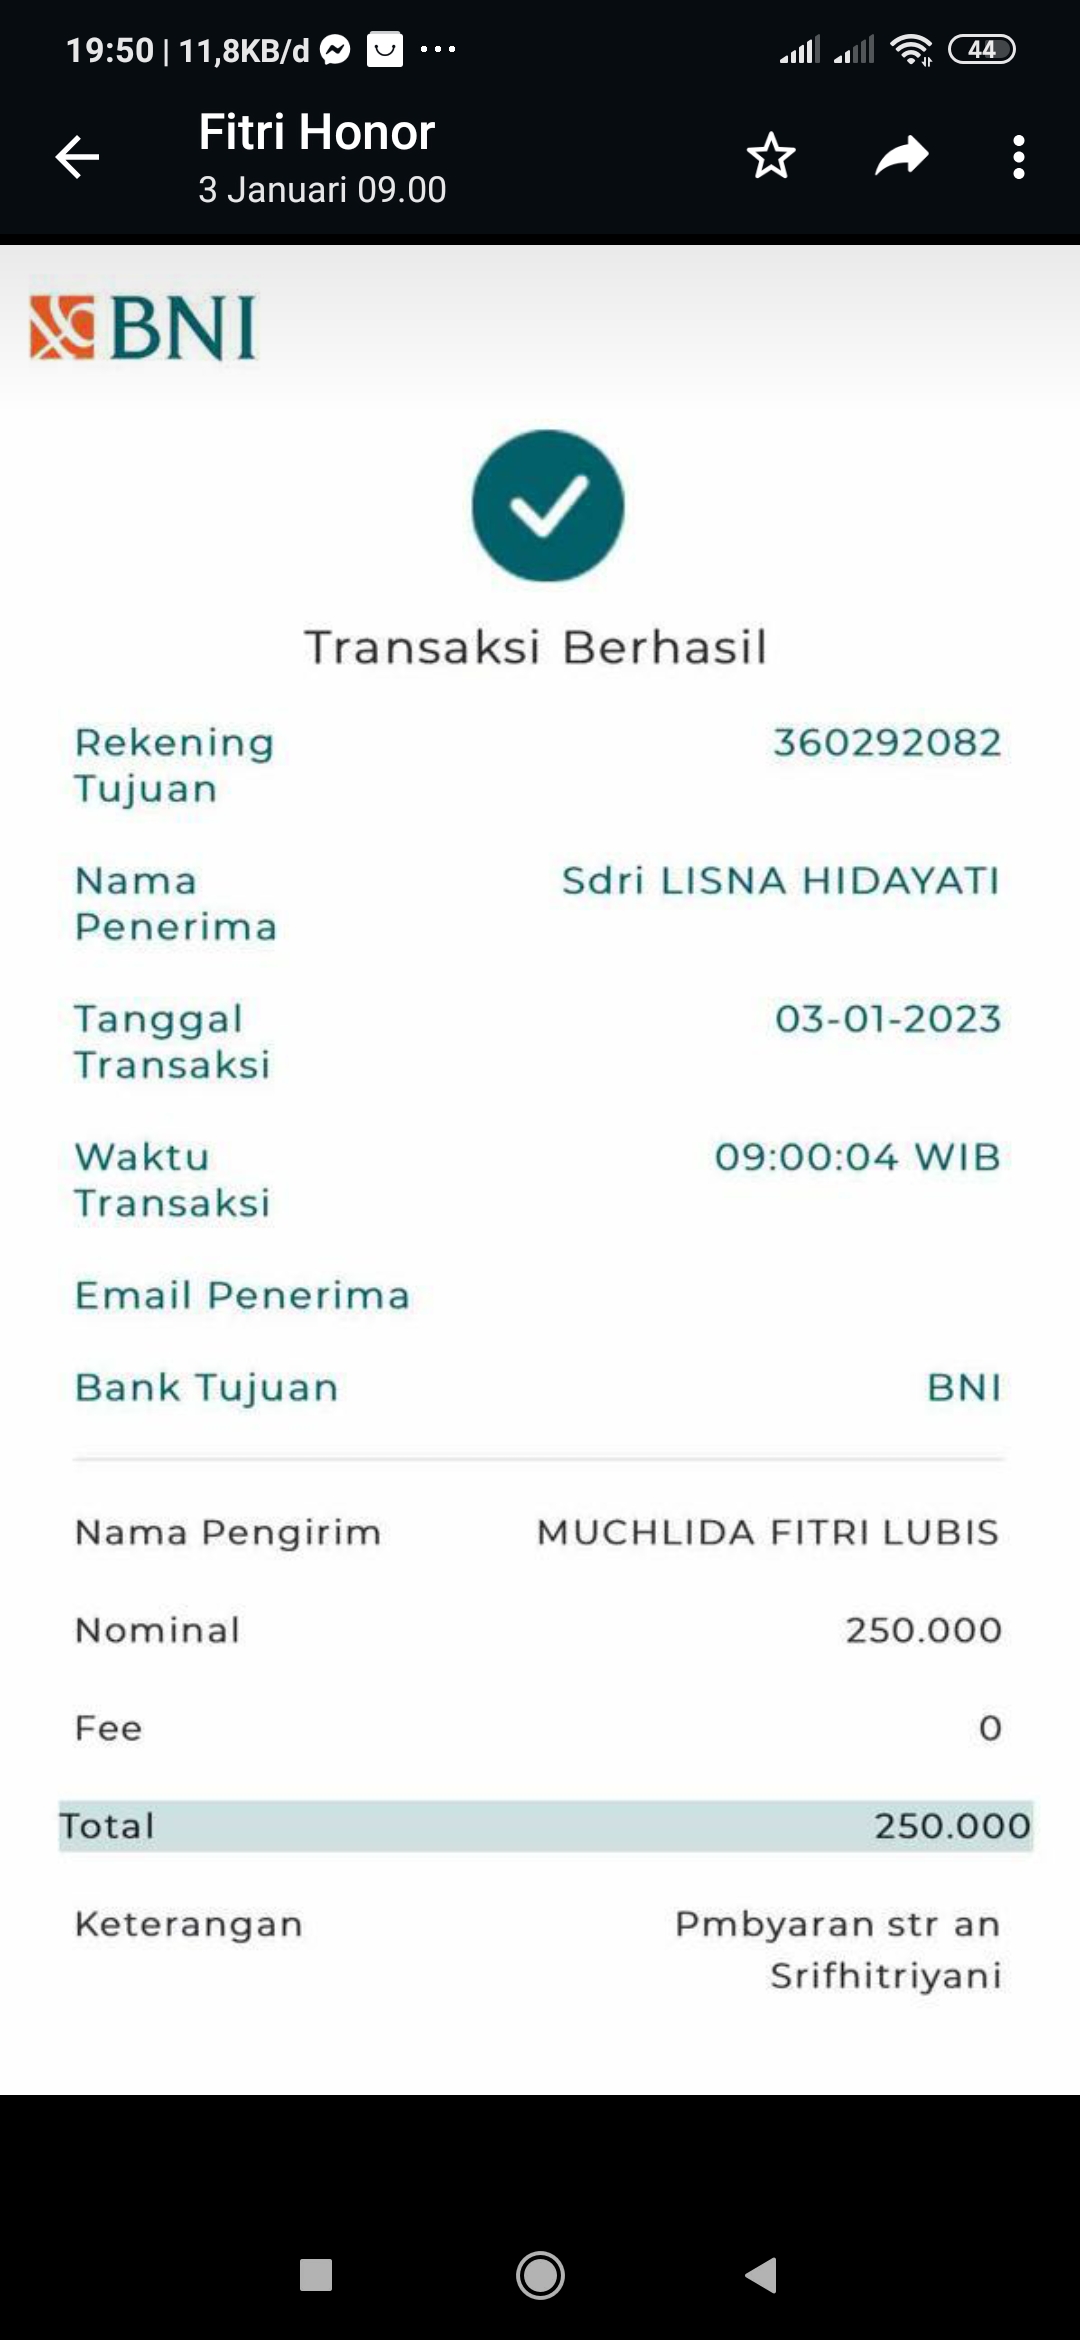 19:50 | 11,8KB/d ...
44
Fitri Honor
3 Januari 09.00
BNI
Transaksi Berhasil
Rekening Tujuan 360292082
Nama Penerima Sdri LISNA HIDAYATI
Tanggal Transaksi 03-01-2023
Waktu Transaksi 09:00:04 WIB
Email Penerima
Bank Tujuan BNI
Nama Pengirim MUCHLIDA FITRI LUBIS
Nominal 250.000
Fee 0
Total 250.000
Keterangan Pmbyaran str an
Srifhitriyani